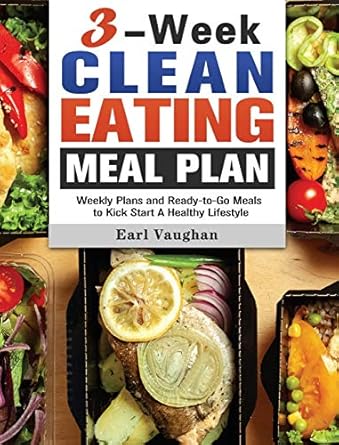 3-Week
CLEAN
EATING
MEAL PLAN
Weekly Plans and Ready-to-Go Meals
to Kick Start A Healthy Lifestyle
Earl Vaughan